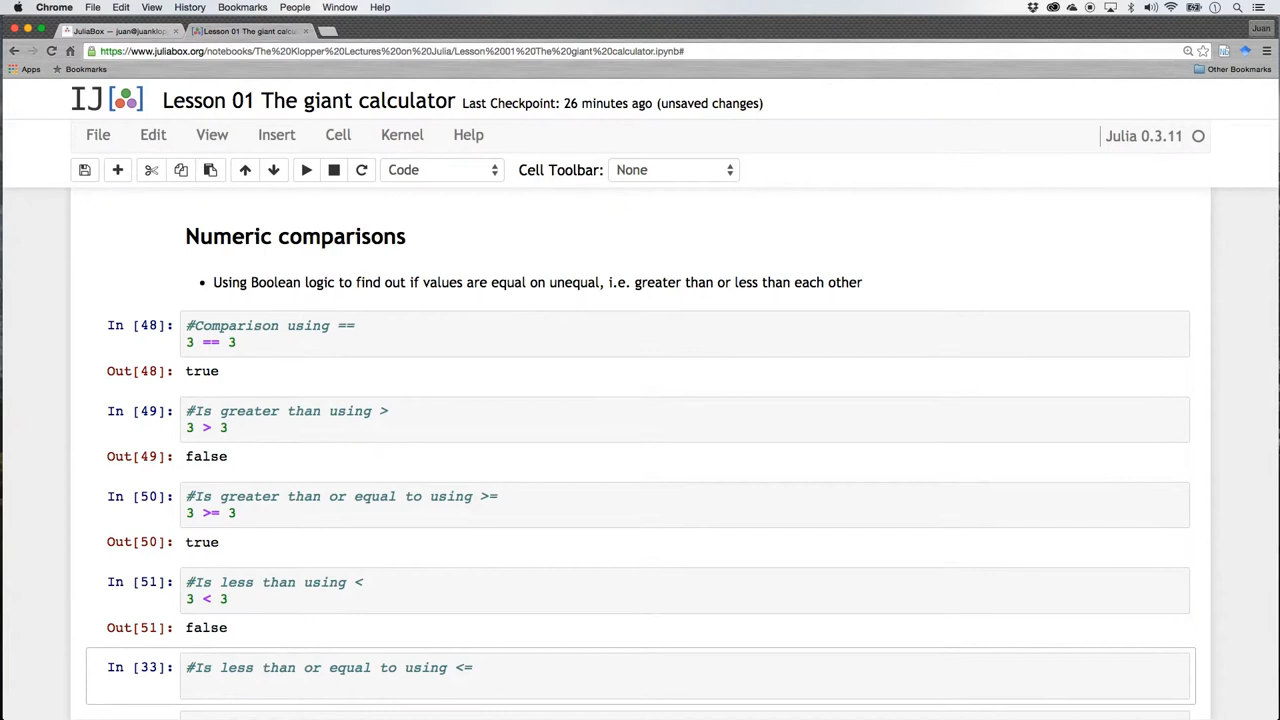 Chrome File Edit View History Bookmarks People Window Help
JuliaBox — juan@juanklopp
Lesson 01 The giant calcul
Juan
https://www.juliabox.org/notebooks/The%20Klopper%20Lectures%20on%20Julia/Lesson%2001%20The%20giant%20calculator.ipynb#
Apps Bookmarks Other Bookmarks
IJ[ ] Lesson 01 The giant calculator Last Checkpoint: 26 minutes ago (unsaved changes)
File Edit View Insert Cell Kernel Help Julia 0.3.11
Code Cell Toolbar: None
Numeric comparisons
• Using Boolean logic to find out if values are equal on unequal, i.e. greater than or less than each other
In [48]: #Comparison using ==
3 == 3
Out[48]: true
In [49]: #Is greater than using >
3 > 3
Out[49]: false
In [50]: #Is greater than or equal to using >=
3 >= 3
Out[50]: true
In [51]: #Is less than using <
3 < 3
Out[51]: false
In [33]: #Is less than or equal to using <=